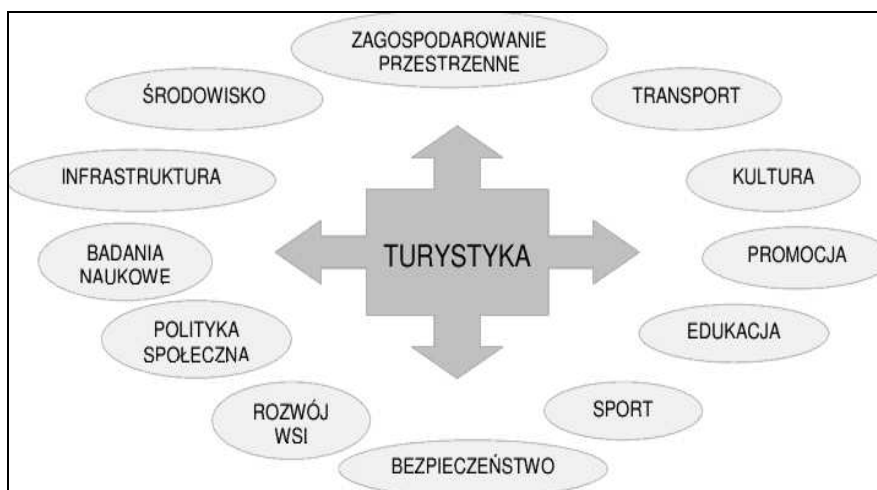 ZAGOSPODAROWANIE
PRZESTRZENNE
ŚRODOWISKO
TRANSPORT
INFRASTRUKTURA
KULTURA
BADANIA
NAUKOWE
TURYSTYKA
PROMOCJA
POLITYKA
SPOŁECZNA
EDUKACJA
ROZWÓJ
WSI
SPORT
BEZPIECZEŃSTWO